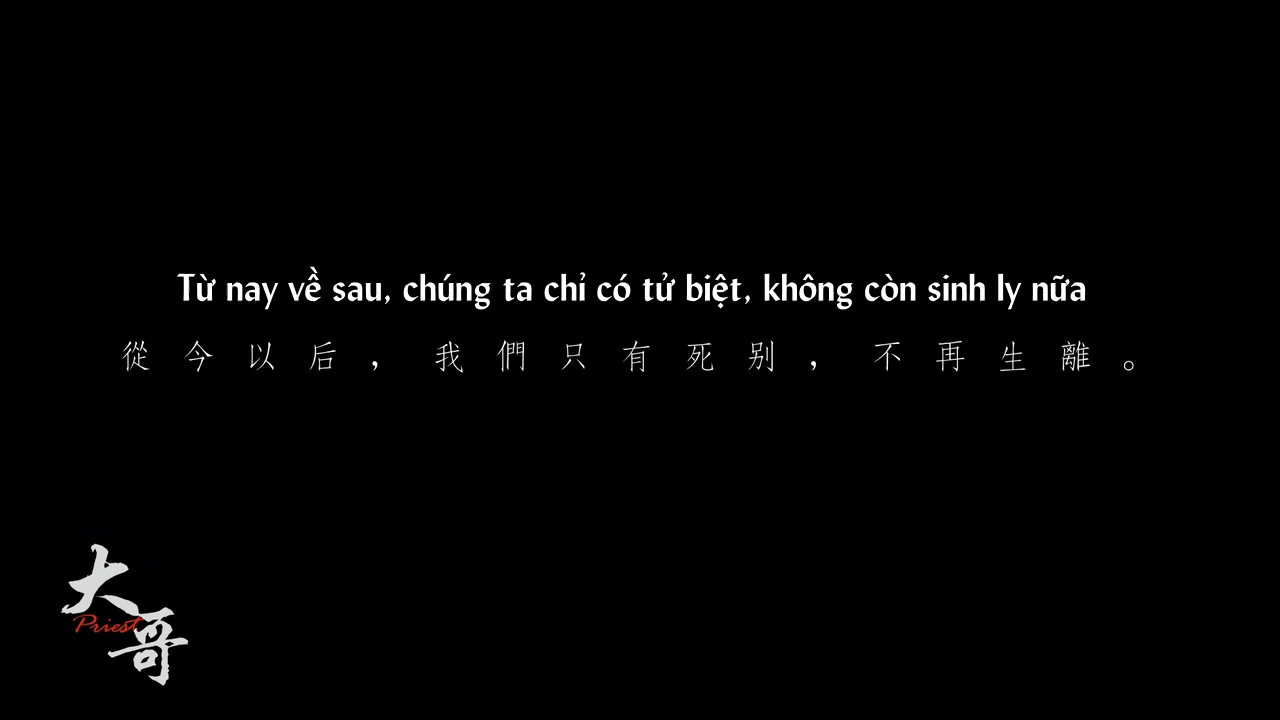 Từ nay về sau, chúng ta chỉ có tử biệt, không còn sinh ly nữa
從今以后，我們只有死别，不再生離。
大哥
Priest